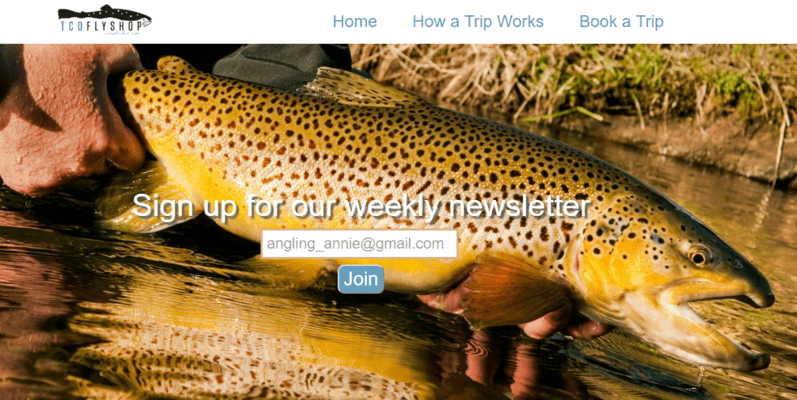 TCOFLYSHOP
Home
How a Trip Works
Book a Trip
Sign up for our weekly newsletter
angling_annie@gmail.com
Join